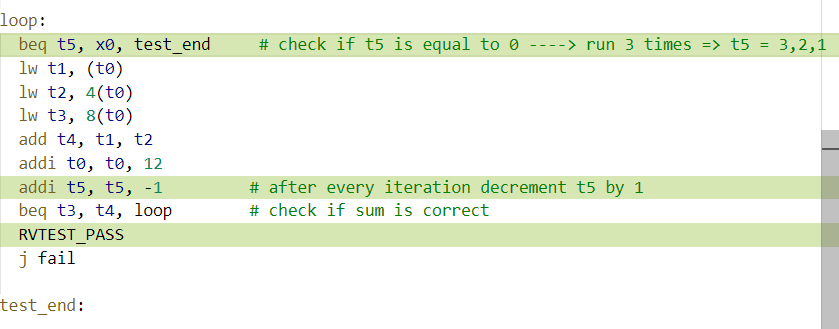 loop:
beq t5, x0, test_end # check if t5 is equal to 0 ----> run 3 times => t5 = 3,2,1
lw t1, (t0)
lw t2, 4(t0)
lw t3, 8(t0)
add t4, t1, t2
addi t0, t0, 12
addi t5, t5, -1 # after every iteration decrement t5 by 1
beq t3, t4, loop # check if sum is correct
RVTEST_PASS
j fail
test_end: